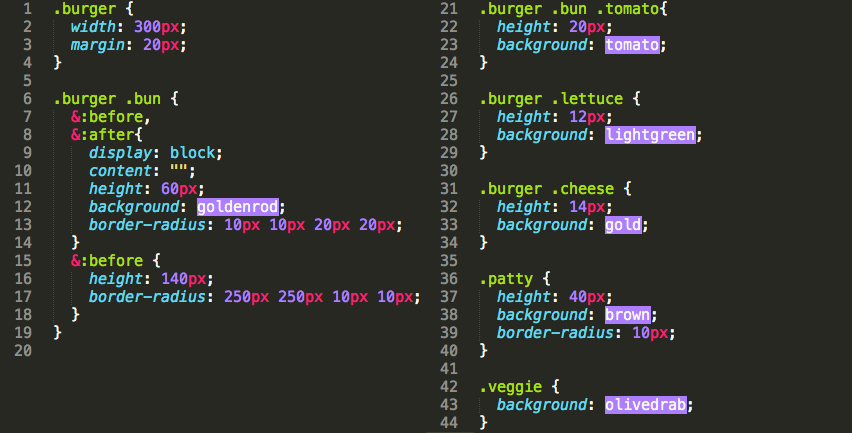 1 .burger {
2   width: 300px;
3   margin: 20px;
4 }
5
6 .burger .bun {
7   &:before,
8   &:after{
9     display: block;
10     content: "";
11     height: 60px;
12     background: goldenrod;
13     border-radius: 10px 10px 20px 20px;
14   }
15   &:before {
16     height: 140px;
17     border-radius: 250px 250px 10px 10px;
18   }
19 }
20
21 .burger .bun .tomato{
22   height: 20px;
23   background: tomato;
24 }
25
26 .burger .lettuce {
28   height: 12px;
28   background: lightgreen;
29 }
30
31 .burger .cheese {
32   height: 14px;
33   background: gold;
34 }
35
36 .patty {
37   height: 40px;
38   background: brown;
39   border-radius: 10px;
40 }
41
42 .veggie {
43   background: olivedrab;
44 }